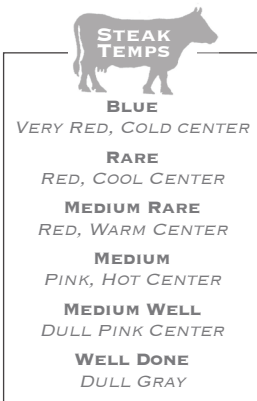 STEAK
TEMPS
BLUE
VERY RED, COLD CENTER
RARE
RED, COOL CENTER
MEDIUM RARE
RED, WARM CENTER
MEDIUM
PINK, HOT CENTER
MEDIUM WELL
DULL PINK CENTER
WELL DONE
DULL GRAY